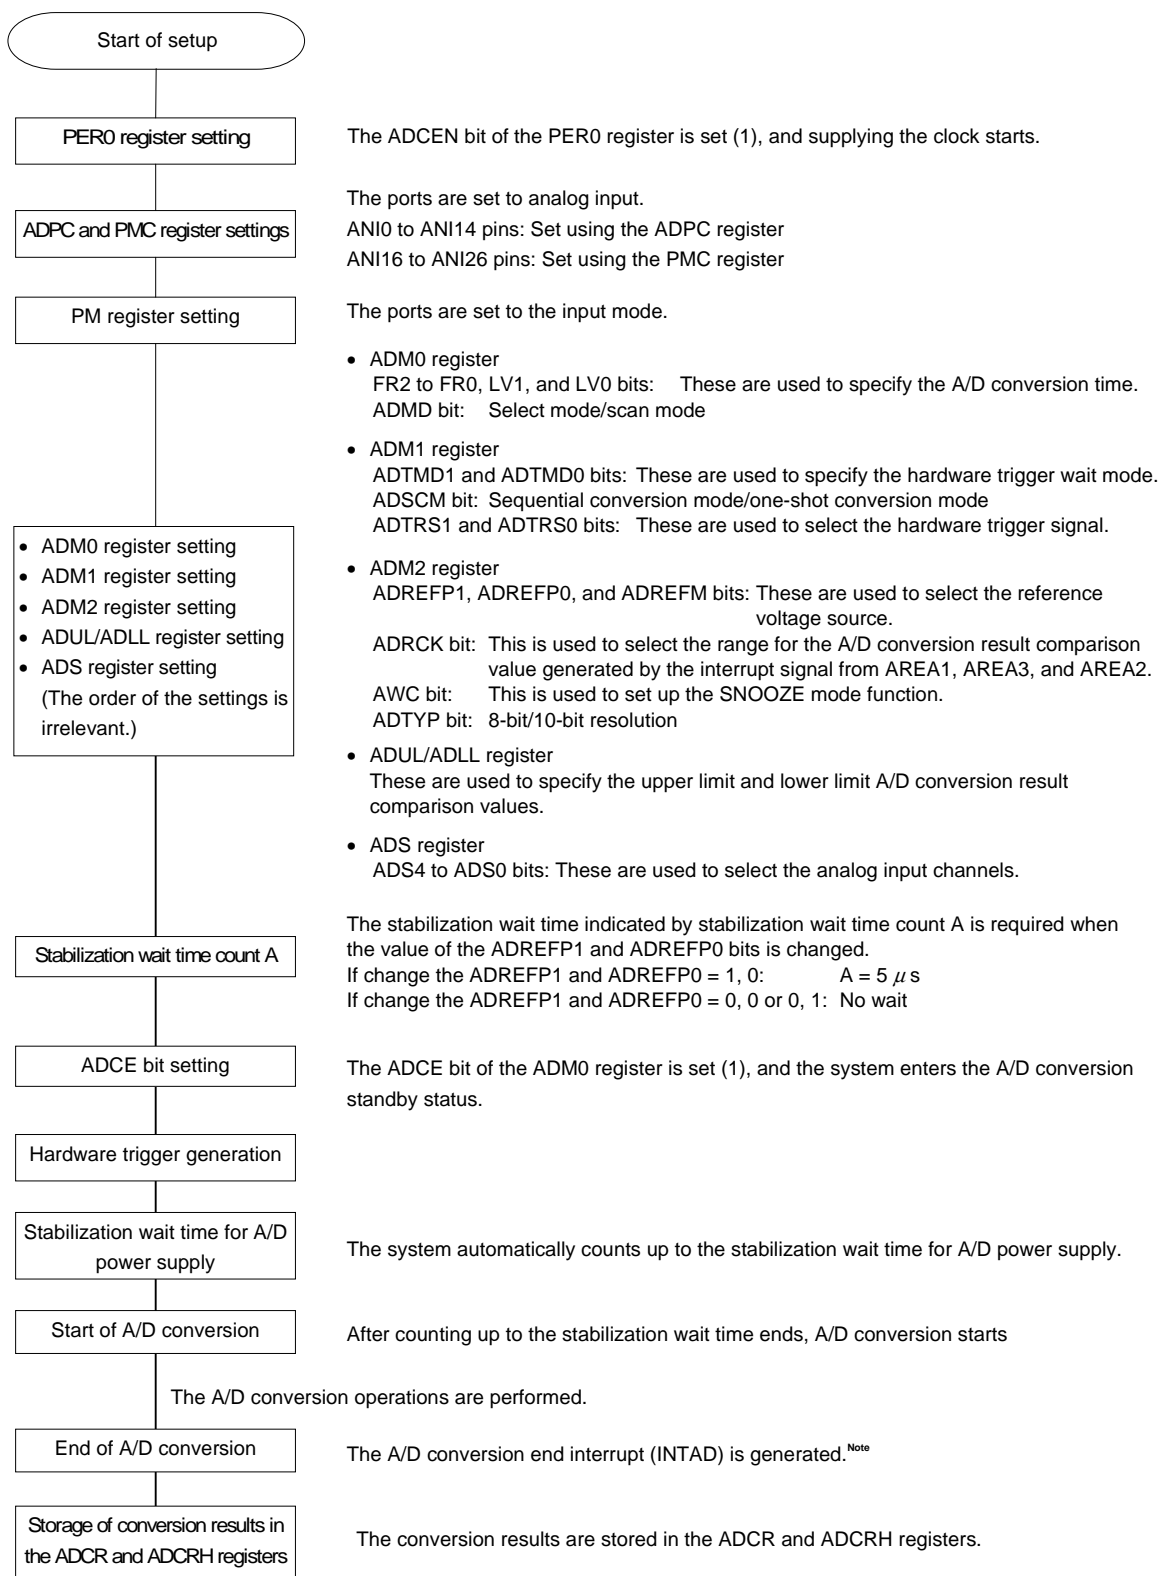 Start of setup
PER0 register setting
The ADCEN bit of the PER0 register is set (1), and supplying the clock starts.
ADPC and PMC register settings
The ports are set to analog input.
ANI0 to ANI14 pins: Set using the ADPC register
ANI16 to ANI26 pins: Set using the PMC register
PM register setting
The ports are set to the input mode.
• ADM0 register setting
• ADM1 register setting
• ADM2 register setting
• ADUL/ADLL register setting
• ADS register setting
(The order of the settings is
irrelevant.)
• ADM0 register
FR2 to FR0, LV1, and LV0 bits: These are used to specify the A/D conversion time.
ADMD bit: Select mode/scan mode
• ADM1 register
ADTMD1 and ADTMD0 bits: These are used to specify the hardware trigger wait mode.
ADSCM bit: Sequential conversion mode/one-shot conversion mode
ADTRS1 and ADTRS0 bits: These are used to select the hardware trigger signal.
• ADM2 register
ADREFP1, ADREFP0, and ADREFM bits: These are used to select the reference
voltage source.
ADRCK bit: This is used to select the range for the A/D conversion result comparison
value generated by the interrupt signal from AREA1, AREA3, and AREA2.
AWC bit: This is used to set up the SNOOZE mode function.
ADTYP bit: 8-bit/10-bit resolution
• ADUL/ADLL register
These are used to specify the upper limit and lower limit A/D conversion result
comparison values.
• ADS register
ADS4 to ADS0 bits: These are used to select the analog input channels.
Stabilization wait time count A
The stabilization wait time indicated by stabilization wait time count A is required when
the value of the ADREFP1 and ADREFP0 bits is changed.
If change the ADREFP1 and ADREFP0 = 1, 0: A = 5 μ s
If change the ADREFP1 and ADREFP0 = 0, 0 or 0, 1: No wait
ADCE bit setting
The ADCE bit of the ADM0 register is set (1), and the system enters the A/D conversion
standby status.
Hardware trigger generation
Stabilization wait time for A/D
power supply
The system automatically counts up to the stabilization wait time for A/D power supply.
Start of A/D conversion
After counting up to the stabilization wait time ends, A/D conversion starts
The A/D conversion operations are performed.
End of A/D conversion
The A/D conversion end interrupt (INTAD) is generated.Note
Storage of conversion results in
the ADCR and ADCRH registers
The conversion results are stored in the ADCR and ADCRH registers.